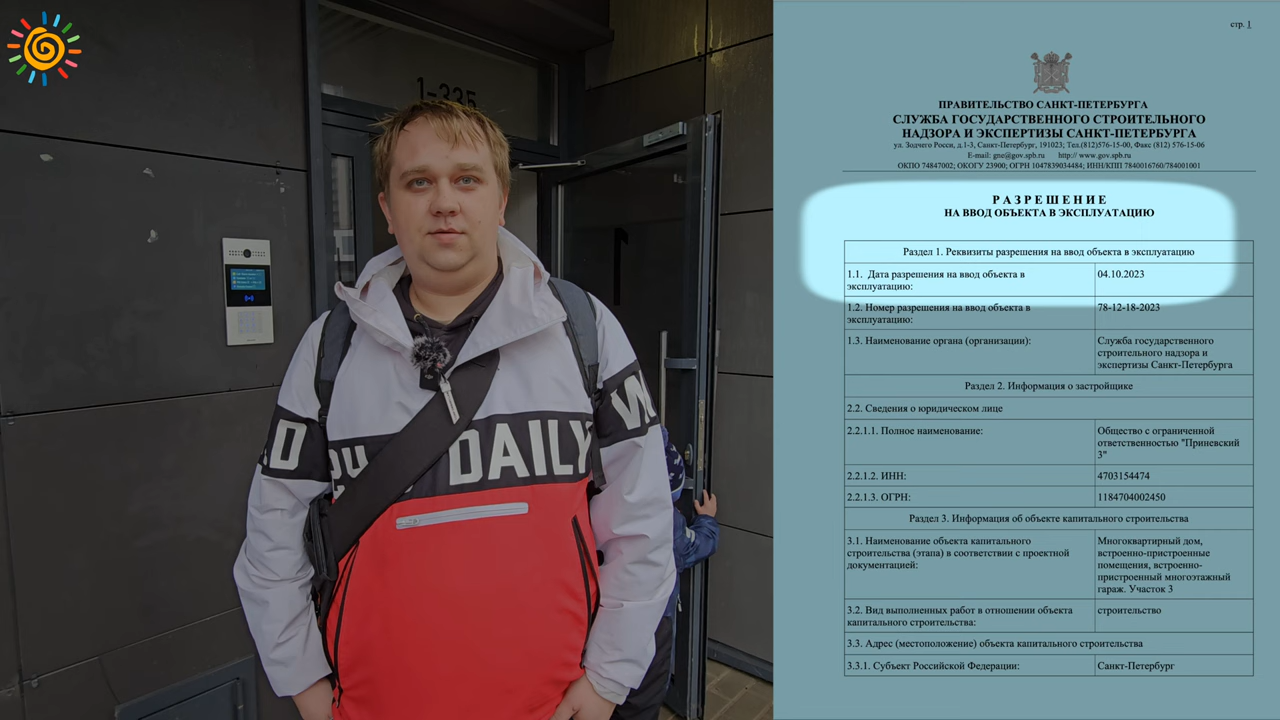 1-335
DAILY
стр. 1
ПРАВИТЕЛЬСТВО САНКТ-ПЕТЕРБУРГА
СЛУЖБА ГОСУДАРСТВЕННОГО СТРОИТЕЛЬНОГО
НАДЗОРА И ЭКСПЕРТИЗЫ САНКТ-ПЕТЕРБУРГА
ул. Зодчего Росси, д.1-3, Санкт-Петербург, 191023; Тел.(812)576-15-00, Факс (812) 576-15-06
E-mail: gne@gov.spb.ru http:// www.gov.spb.ru
ОКПО 74847002; ОКОГУ 23900; ОГРН 1047839034484; ИНН/КПП 7840016760/784001001
Р А З Р Е Ш Е Н И Е
НА ВВОД ОБЪЕКТА В ЭКСПЛУАТАЦИЮ
Раздел 1. Реквизиты разрешения на ввод объекта в эксплуатацию
1.1. Дата разрешения на ввод объекта в
эксплуатацию:
04.10.2023
1.2. Номер разрешения на ввод объекта в
эксплуатацию:
78-12-18-2023
1.3. Наименование органа (организации):
Служба государственного
строительного надзора и
экспертизы Санкт-Петербурга
Раздел 2. Информация о застройщике
2.2. Сведения о юридическом лице
2.2.1.1. Полное наименование:
Общество с ограниченной
ответственностью "Приневский
3"
2.2.1.2. ИНН:
4703154474
2.2.1.3. ОГРН:
1184704002450
Раздел 3. Информация об объекте капитального строительства
3.1. Наименование объекта капитального
строительства (этапа) в соответствии с проектной
документацией:
Многоквартирный дом,
встроенно-пристроенные
помещения, встроенно-
пристроенный многоэтажный
гараж. Участок 3
3.2. Вид выполненных работ в отношении объекта
капитального строительства:
строительство
3.3. Адрес (местоположение) объекта капитального строительства
3.3.1. Субъект Российской Федерации:
Санкт-Петербург